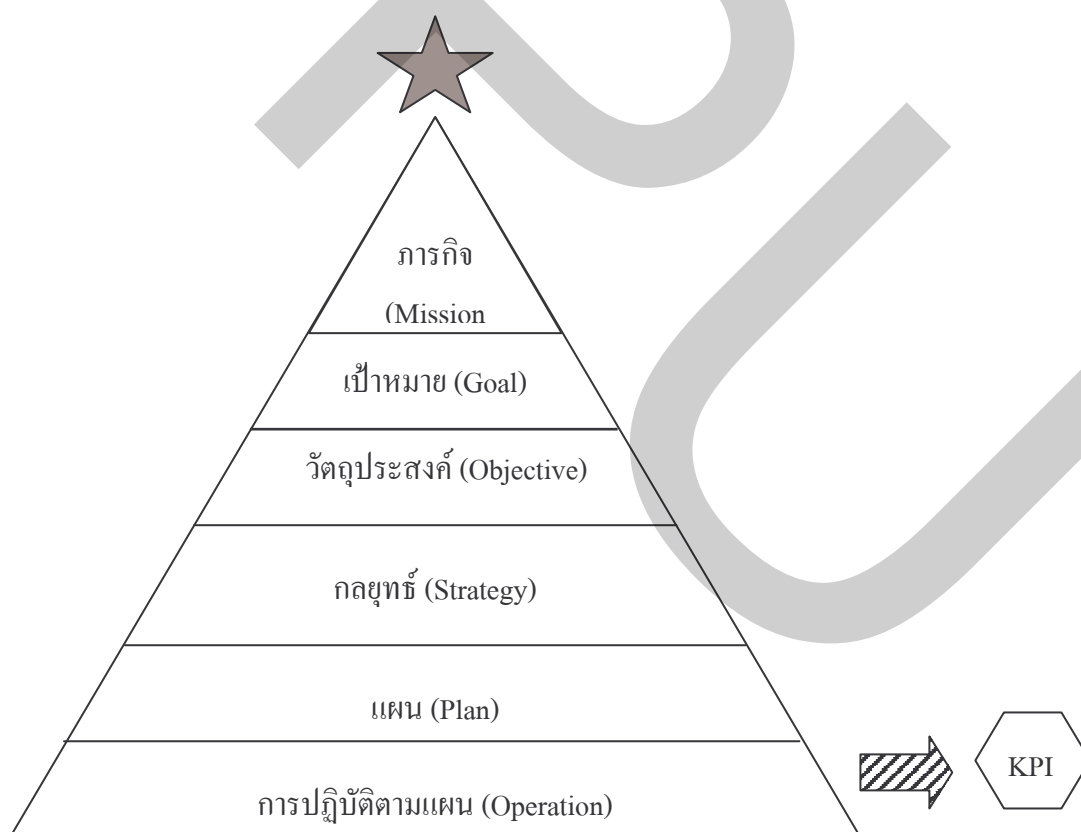 ภารกิจ
(Mission
เป้าหมาย (Goal)
วัตถุประสงค์ (Objective)
กลยุทธ์ (Strategy)
แผน (Plan)
KPI
การปฏิบัติตามแผน (Operation)